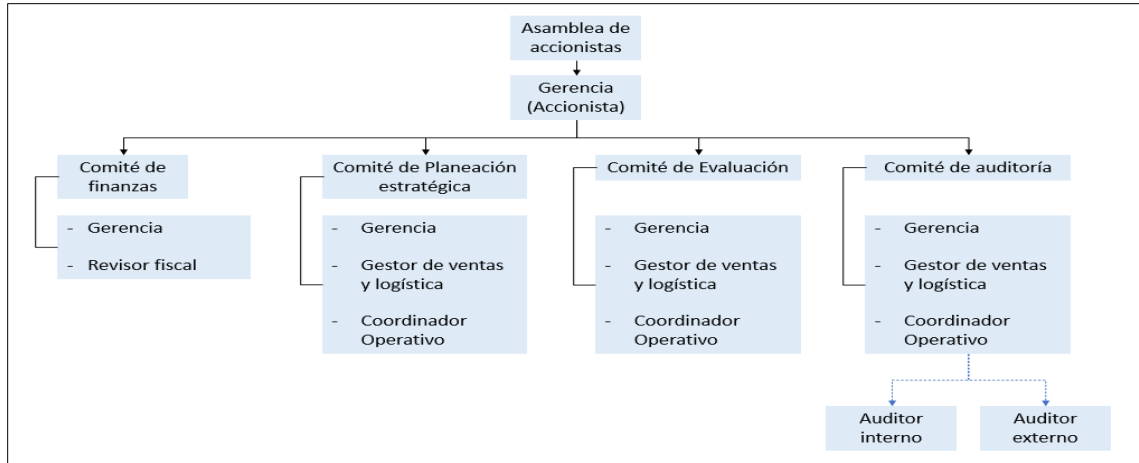 Asamblea de
accionistas
Gerencia
(Accionista)
Comité de
finanzas
- Gerencia
- Revisor fiscal
Comité de Planeación
estratégica
- Gerencia
- Gestor de ventas
y logística
- Coordinador
Operativo
Comité de Evaluación
- Gerencia
- Gestor de ventas
y logística
- Coordinador
Operativo
Comité de auditoría
- Gerencia
- Gestor de ventas
y logística
- Coordinador
Operativo
Auditor
interno
Auditor
externo